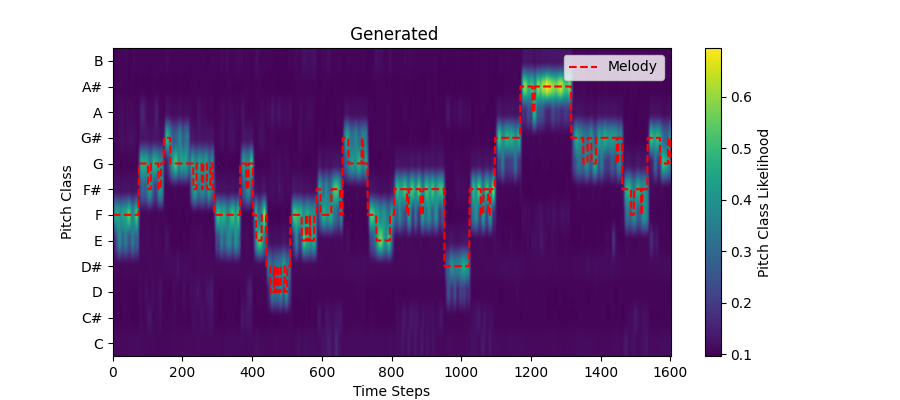 Generated
Melody
B
A#
A
G#
G
F#
F
E
D#
D
C#
C
Pitch Class
0 200 400 600 800 1000 1200 1400 1600
Time Steps
0.6
0.5
0.4
0.3
0.2
0.1
Pitch Class Likelihood